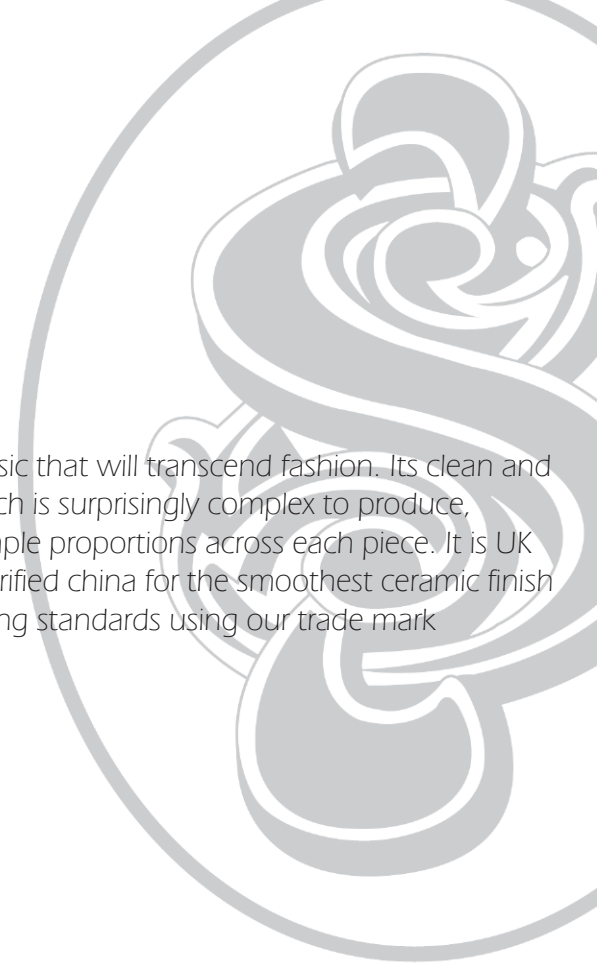 sic that will transcend fashion. Its clean and
ch is surprisingly complex to produce,
ple proportions across each piece. It is UK
rified china for the smoothest ceramic finish
ng standards using our trade mark